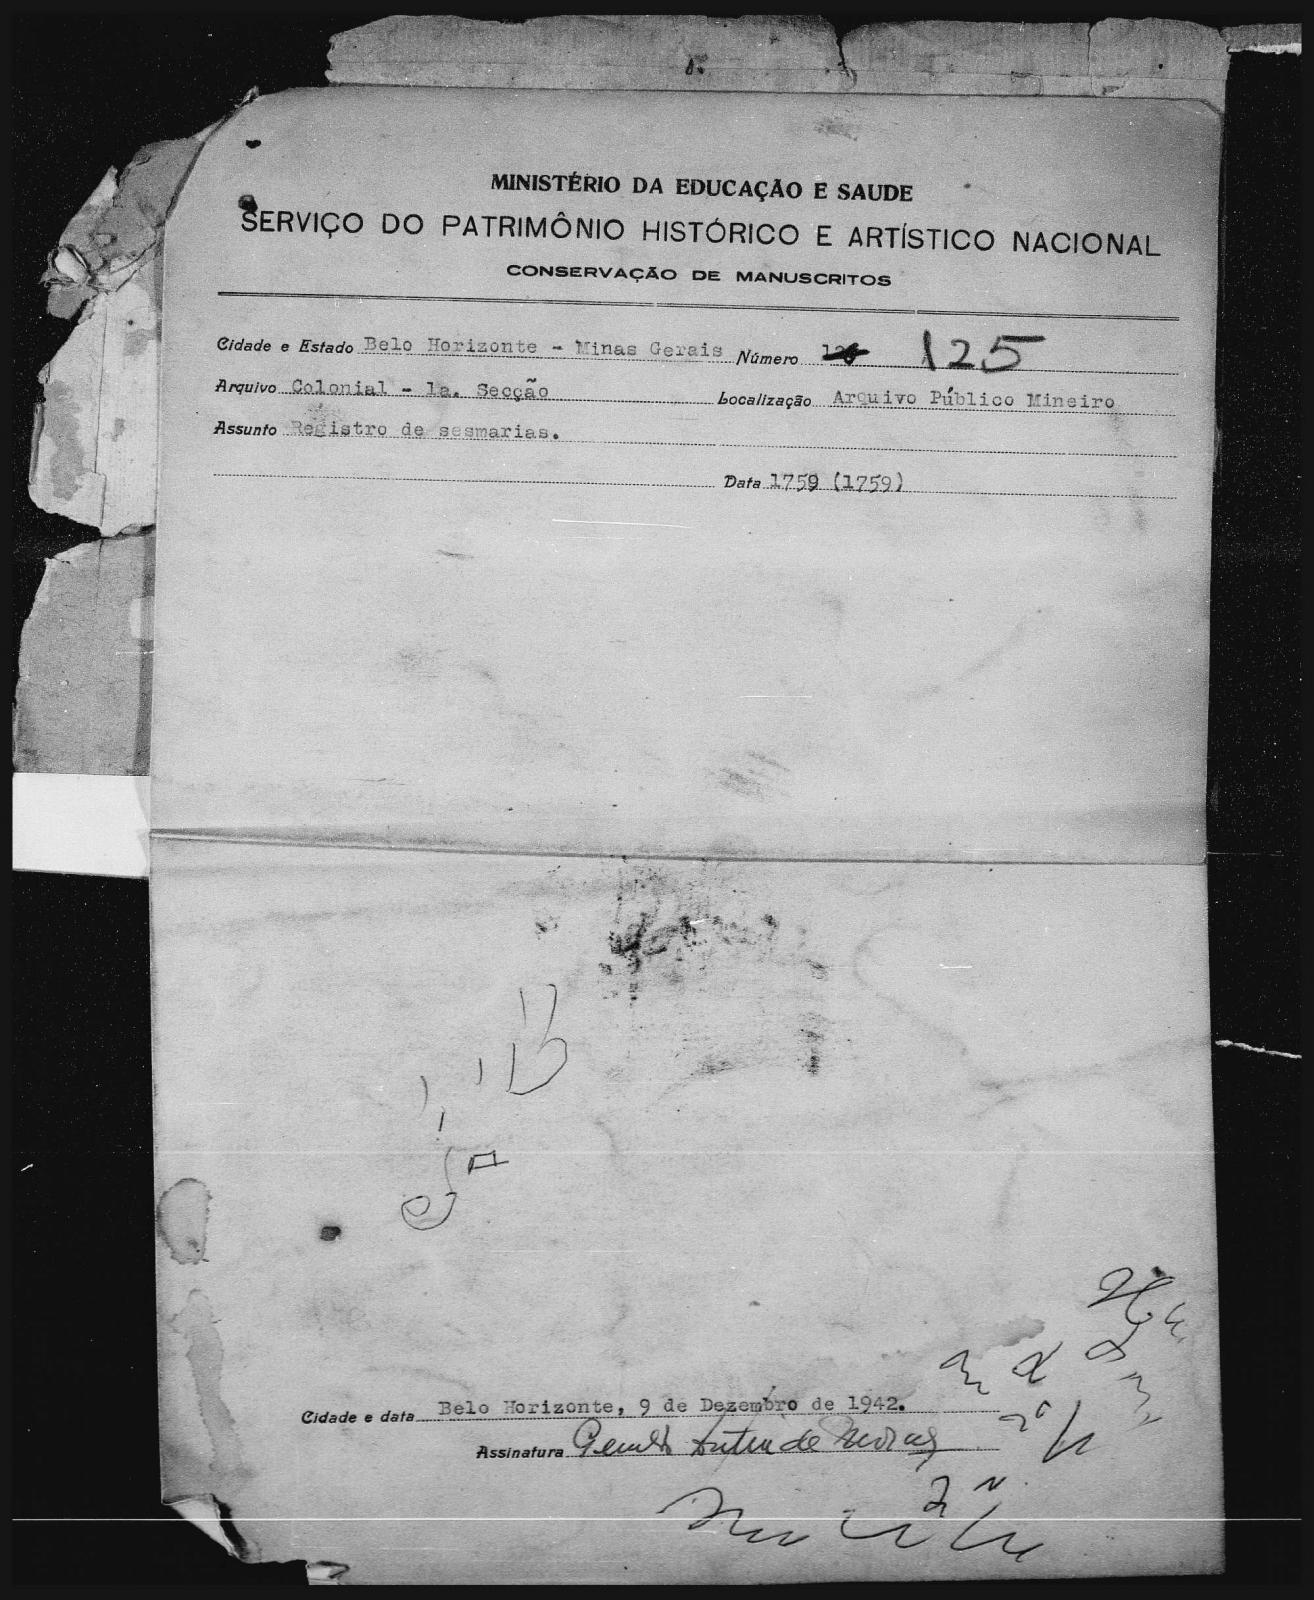 MINISTÉRIO DA EDUCAÇÃO E SAUDE
SERVIÇO DO PATRIMÔNIO HISTÓRICO E ARTÍSTICO NACIONAL
CONSERVAÇÃO DE MANUSCRITOS
Cidade e Estado Belo Horizonte - Minas Gerais Número 125
Arquivo Colonial - 1a. Secção Localização Arquivo Público Mineiro
Assunto Registro de sesmarias.
Data 1759 (1759)
Cidade e data Belo Horizonte, 9 de Dezembro de 1942.
Assinatura